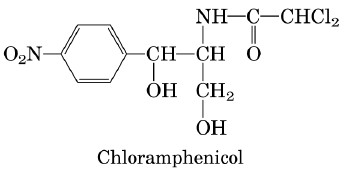 NH—C—CHCl₂
O₂N—CH—CH O
OH CH₂
OH
Chloramphenicol